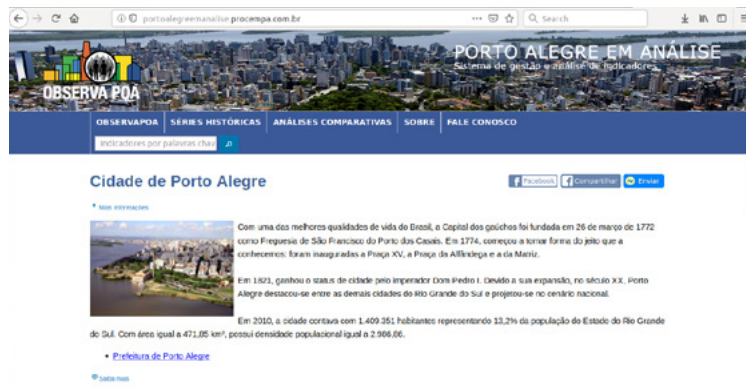 portoalegreemanalise.procempa.com.br
Search
OBSERVA POA
PORTO ALEGRE EM ANÁLISE
Sistema de gestão e análise de indicadores
OBSERVAPOA SÉRIES HISTÓRICAS ANÁLISES COMPARATIVAS SOBRE FALE CONOSCO
Indicadores por palavras chav
Cidade de Porto Alegre
Facebook Compartilhar Enviar
Mais informações
Com uma das melhores qualidades de vida do Brasil, a Capital dos gaúchos foi fundada em 26 de março de 1772
como Freguesia de São Francisco do Porto dos Casais. Em 1774, começou a tomar forma do jeito que a
conhecemos: foram inauguradas a Praça XV, a Praça da Alfândega e a da Matriz.
Em 1821, ganhou o status de cidade pelo imperador Dom Pedro I. Devido a sua expansão, no século XX, Porto
Alegre destacou-se entre as demais cidades do Rio Grande do Sul e projetou-se no cenário nacional.
Em 2010, a cidade contava com 1.409.351 habitantes representando 13,2% da população do Estado do Rio Grande
do Sul. Com área igual a 471,85 km², possui densidade populacional igual a 2.986,86.
Prefeitura de Porto Alegre
Saiba mais